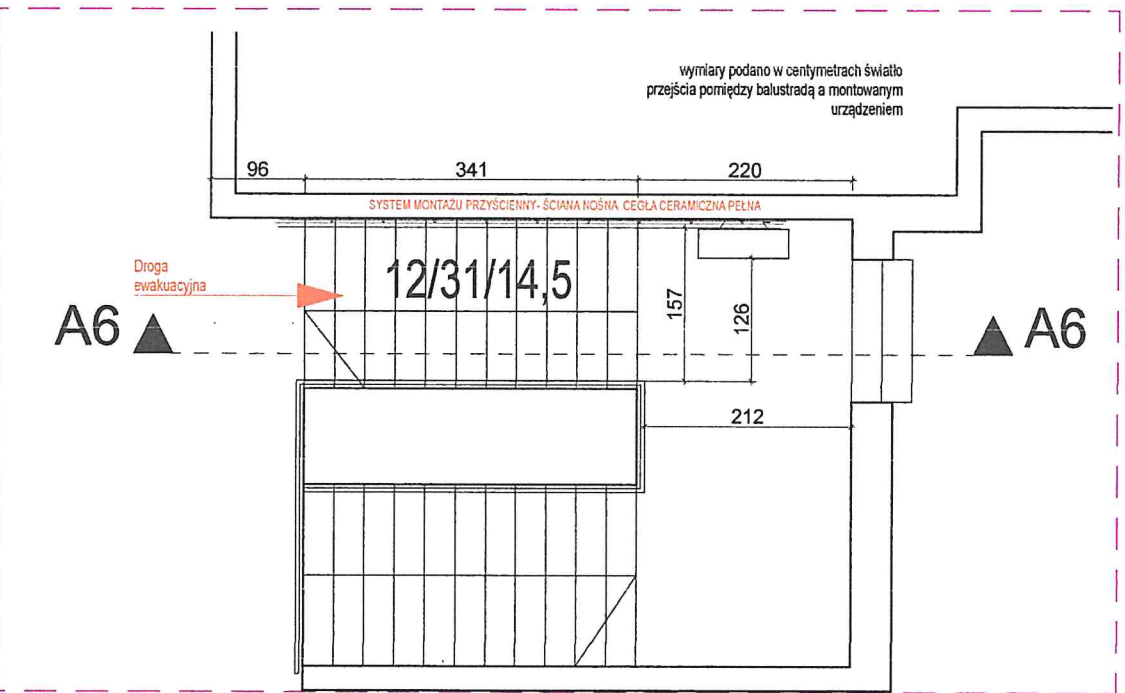 wymiary podano w centymetrach światło
przejścia pomiędzy balustradą a montowanym
urządzeniem
96
341
220
SYSTEM MONTAŻU PRZYŚCIENNY- ŚCIANA NOŚNA CEGŁA CERAMICZNA PEŁNA
Droga
ewakuacyjna
12/31/14,5
157
126
A6
A6
212